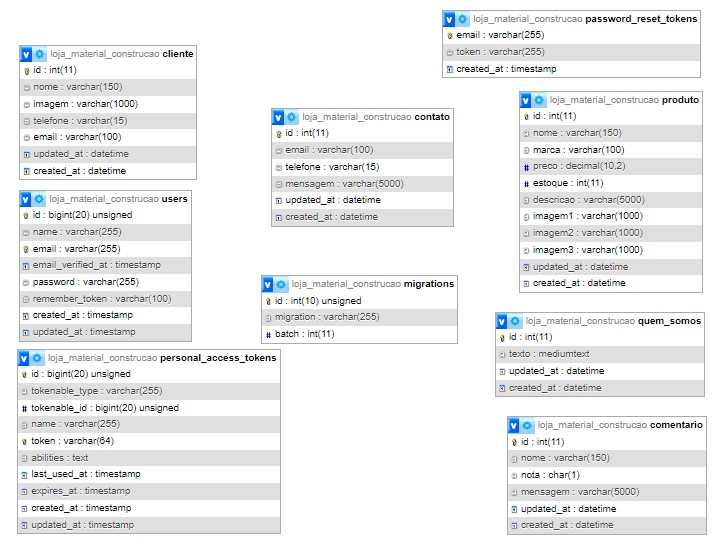 loja_material_construcao password_reset_tokens
email : varchar(255)
token : varchar(255)
created_at : timestamp
loja_material_construcao cliente
id : int(11)
nome : varchar(150)
imagem : varchar(1000)
telefone : varchar(15)
email : varchar(100)
updated_at : datetime
created_at : datetime
loja_material_construcao contato
id : int(11)
email : varchar(100)
telefone : varchar(15)
mensagem : varchar(5000)
updated_at : datetime
created_at : datetime
loja_material_construcao produto
id : int(11)
nome : varchar(150)
marca : varchar(100)
preco : decimal(10,2)
estoque : int(11)
descricao : varchar(5000)
imagem1 : varchar(1000)
imagem2 : varchar(1000)
imagem3 : varchar(1000)
updated_at : datetime
created_at : datetime
loja_material_construcao users
id : bigint(20) unsigned
name : varchar(255)
email : varchar(255)
email_verified_at : timestamp
password : varchar(255)
remember_token : varchar(100)
created_at : timestamp
updated_at : timestamp
loja_material_construcao migrations
id : int(10) unsigned
migration : varchar(255)
batch : int(11)
loja_material_construcao quem_somos
id : int(11)
texto : mediumtext
updated_at : datetime
created_at : datetime
loja_material_construcao personal_access_tokens
id : bigint(20) unsigned
tokenable_type : varchar(255)
tokenable_id : bigint(20) unsigned
name : varchar(255)
token : varchar(64)
abilities : text
last_used_at : timestamp
expires_at : timestamp
created_at : timestamp
updated_at : timestamp
loja_material_construcao comentario
id : int(11)
nome : varchar(150)
nota : char(1)
mensagem : varchar(5000)
updated_at : datetime
created_at : datetime